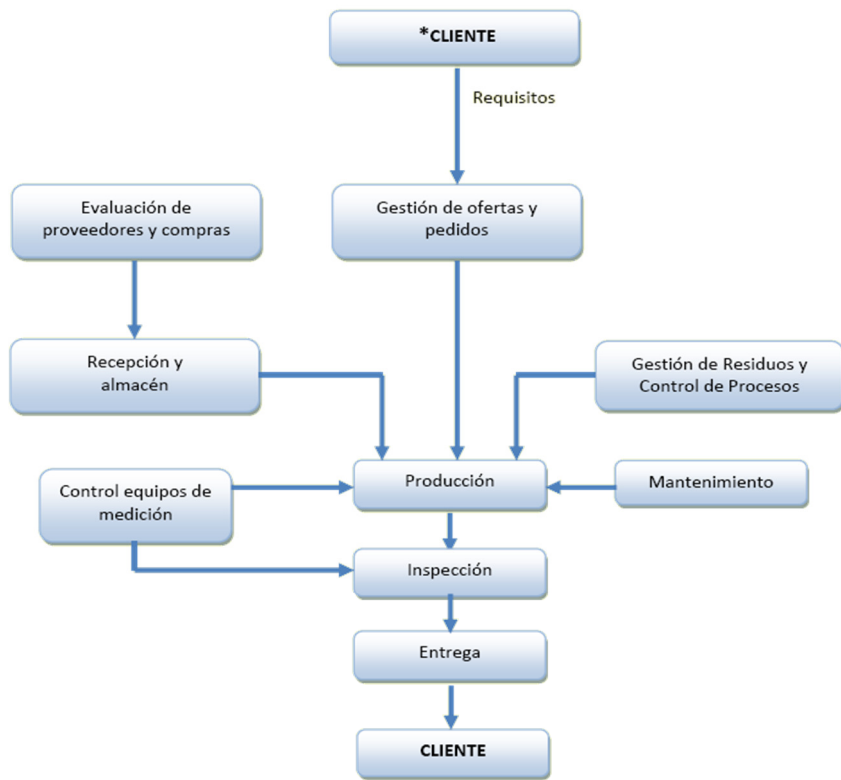 *CLIENTE
Requisitos
Evaluación de
proveedores y compras
Gestión de ofertas y
pedidos
Recepción y
almacén
Gestión de Residuos y
Control de Procesos
Control equipos de
medición
Producción
Mantenimiento
Inspección
Entrega
CLIENTE